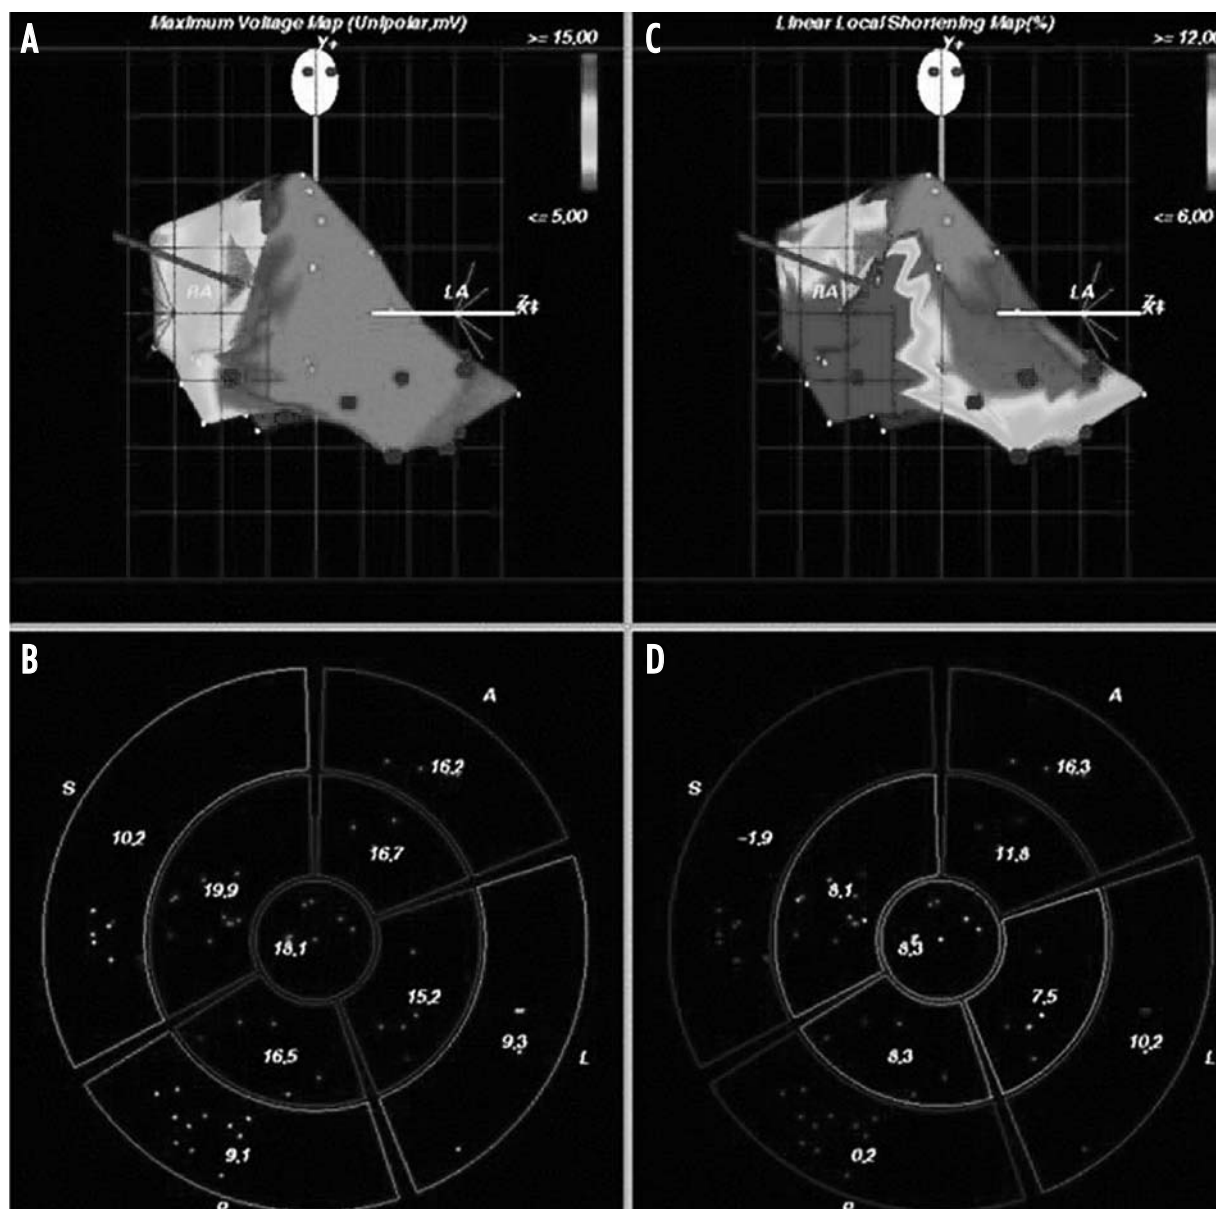 A
Maximum Voltage Map (Unipolar,mV)
Y+
>= 15,00
<= 5,00
RA
LA
C
Linear Local Shortening Map(%)
Y+
>= 12,00
<= 6,00
RA
LA
B
A
S
16,2
10,2
16,7
19,9
18,1
15,2
16,5
9,3
L
9,1
D
A
S
16,3
-1,9
11,8
8,1
8,3
7,5
8,3
10,2
L
0,2